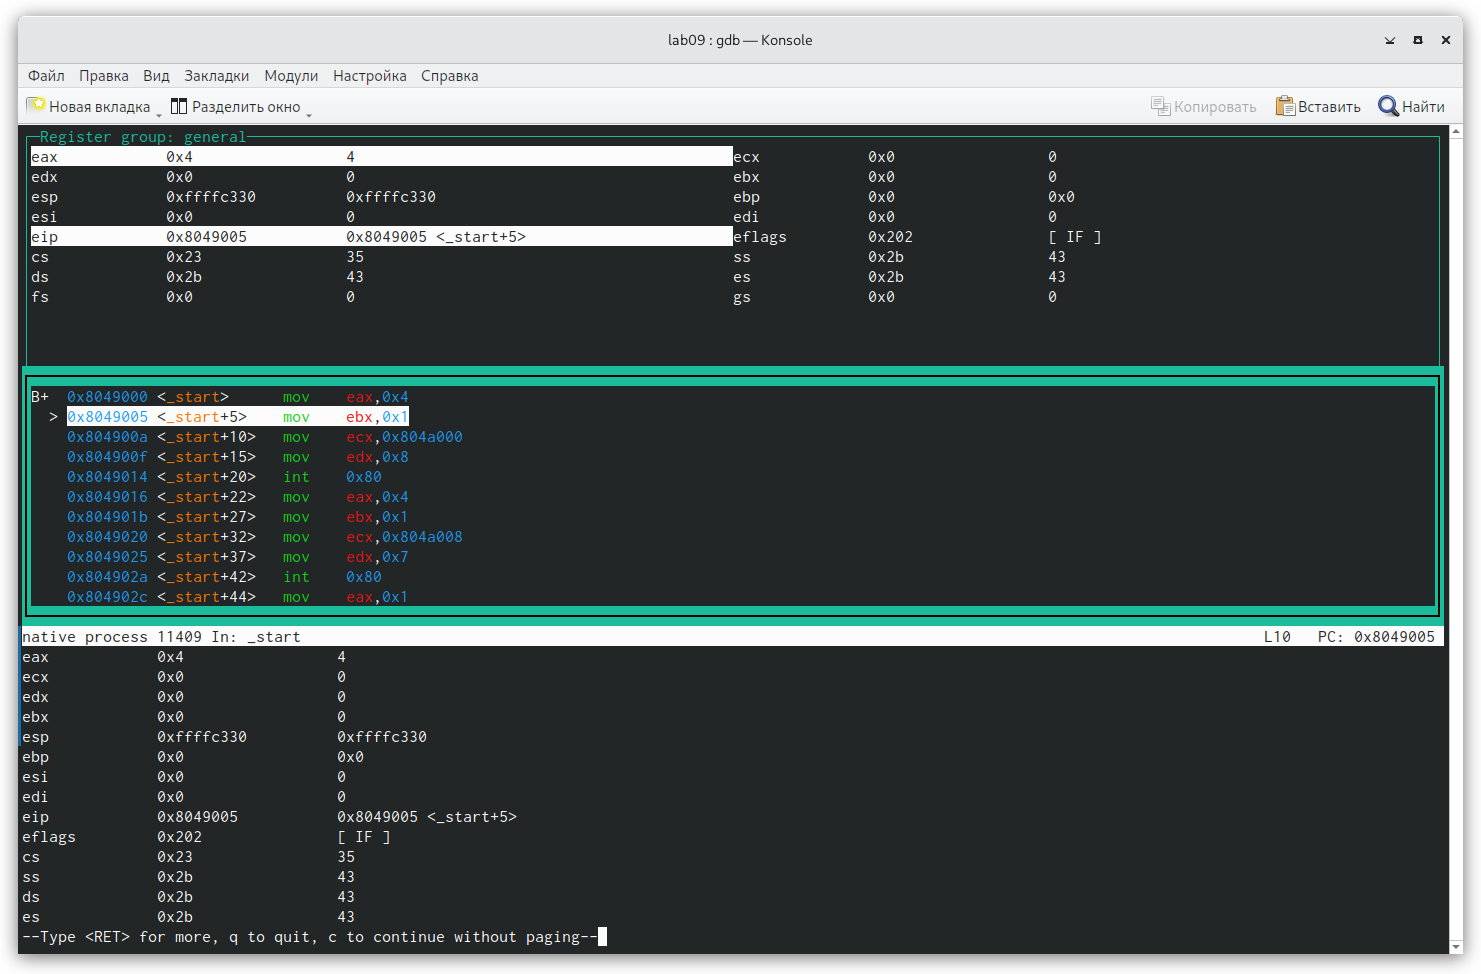 lab09 : gdb — Konsole
Файл Правка Вид Закладки Модули Настройка Справка
Новая вкладка Разделить окно Копировать Вставить Найти
Register group: general
eax 0x4 4 ecx 0x0 0
edx 0x0 0 ebx 0x0 0
esp 0xffffc330 0xffffc330 ebp 0x0 0x0
esi 0x0 0 edi 0x0 0
eip 0x8049005 0x8049005 <_start+5> eflags 0x202 [ IF ]
cs 0x23 35 ss 0x2b 43
ds 0x2b 43 es 0x2b 43
fs 0x0 0 gs 0x0 0
B+ 0x8049000 <_start> mov eax,0x4
> 0x8049005 <_start+5> mov ebx,0x1
0x804900a <_start+10> mov ecx,0x804a000
0x804900f <_start+15> mov edx,0x8
0x8049014 <_start+20> int 0x80
0x8049016 <_start+22> mov eax,0x4
0x804901b <_start+27> mov ebx,0x1
0x8049020 <_start+32> mov ecx,0x804a008
0x8049025 <_start+37> mov edx,0x7
0x804902a <_start+42> int 0x80
0x804902c <_start+44> mov eax,0x1
native process 11409 In: _start L10 PC: 0x8049005
eax 0x4 4
ecx 0x0 0
edx 0x0 0
ebx 0x0 0
esp 0xffffc330 0xffffc330
ebp 0x0 0x0
esi 0x0 0
edi 0x0 0
eip 0x8049005 0x8049005 <_start+5>
eflags 0x202 [ IF ]
cs 0x23 35
ss 0x2b 43
ds 0x2b 43
es 0x2b 43
--Type <RET> for more, q to quit, c to continue without paging--